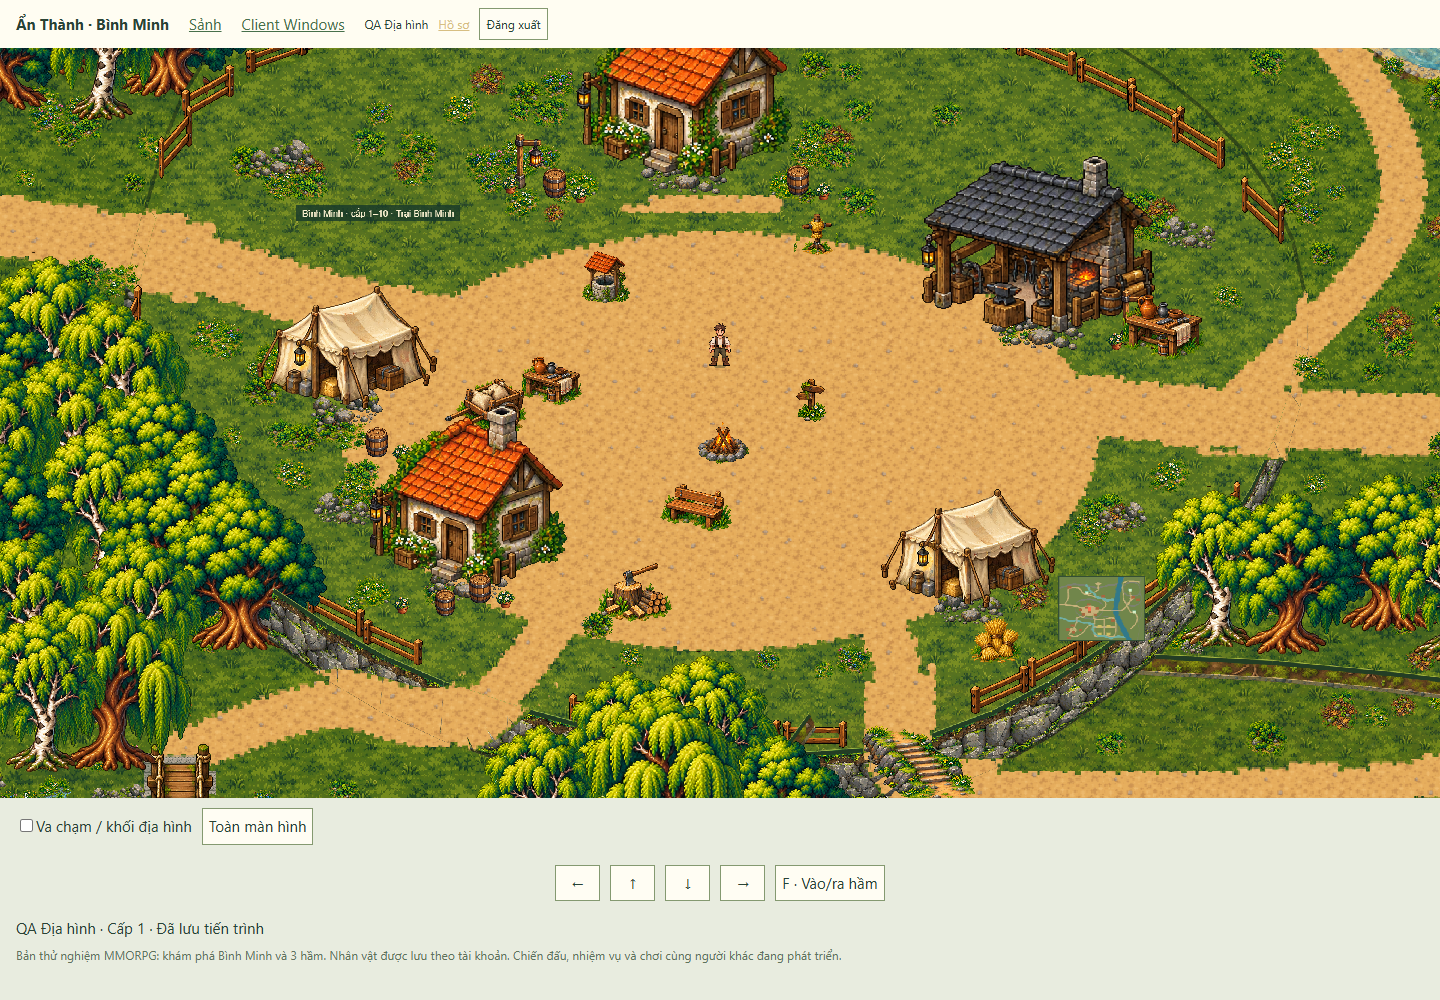 Ẩn Thành · Bình Minh Sảnh Client Windows QA Địa hình Hồ sơ Đăng xuất
Bình Minh · cấp 1–10 · Trại Bình Minh
Va chạm / khối địa hình Toàn màn hình
← ↑ ↓ → F · Vào/ra hầm
QA Địa hình · Cấp 1 · Đã lưu tiến trình
Bản thử nghiệm MMORPG: khám phá Bình Minh và 3 hầm. Nhân vật được lưu theo tài khoản. Chiến đấu, nhiệm vụ và chơi cùng người khác đang phát triển.